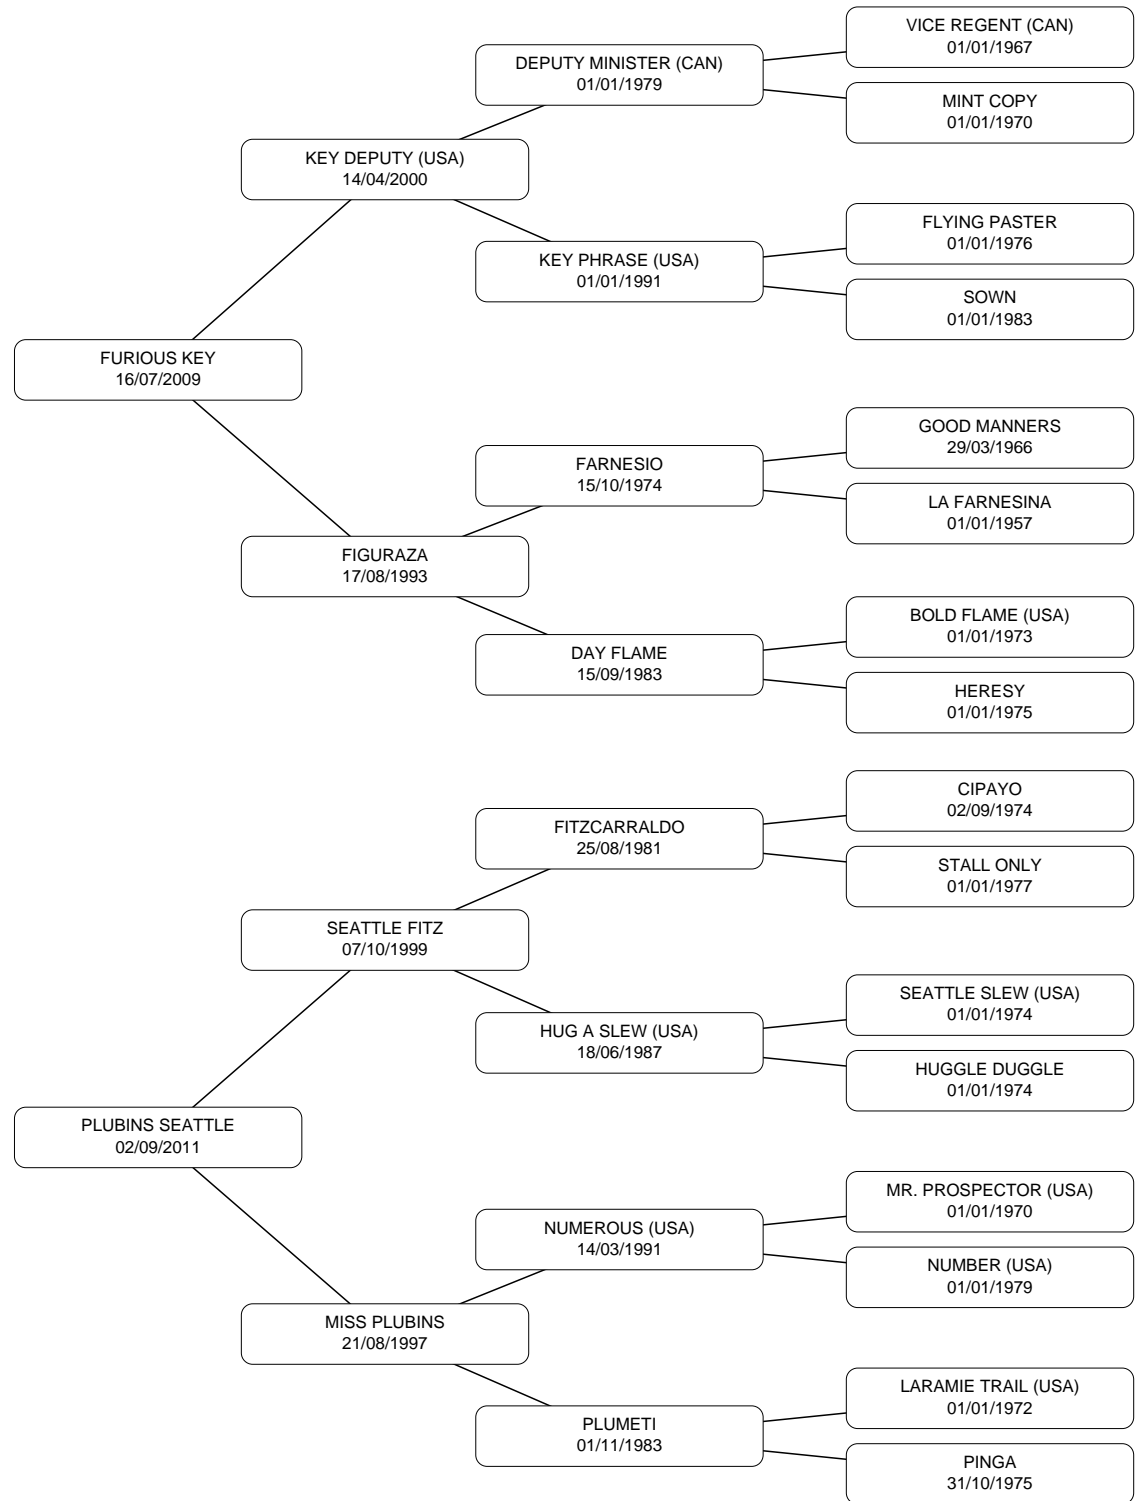 VICE REGENT (CAN)
01/01/1967
DEPUTY MINISTER (CAN)
01/01/1979
MINT COPY
01/01/1970
KEY DEPUTY (USA)
14/04/2000
FLYING PASTER
01/01/1976
KEY PHRASE (USA)
01/01/1991
SOWN
01/01/1983
FURIOUS KEY
16/07/2009
GOOD MANNERS
29/03/1966
FARNESIO
15/10/1974
LA FARNESINA
01/01/1957
FIGURAZA
17/08/1993
BOLD FLAME (USA)
01/01/1973
DAY FLAME
15/09/1983
HERESY
01/01/1975
CIPAYO
02/09/1974
FITZCARRALDO
25/08/1981
STALL ONLY
01/01/1977
SEATTLE FITZ
07/10/1999
SEATTLE SLEW (USA)
01/01/1974
HUG A SLEW (USA)
18/06/1987
HUGGLE DUGGLE
01/01/1974
PLUBINS SEATTLE
02/09/2011
MR. PROSPECTOR (USA)
01/01/1970
NUMEROUS (USA)
14/03/1991
NUMBER (USA)
01/01/1979
MISS PLUBINS
21/08/1997
LARAMIE TRAIL (USA)
01/01/1972
PLUMETI
01/11/1983
PINGA
31/10/1975